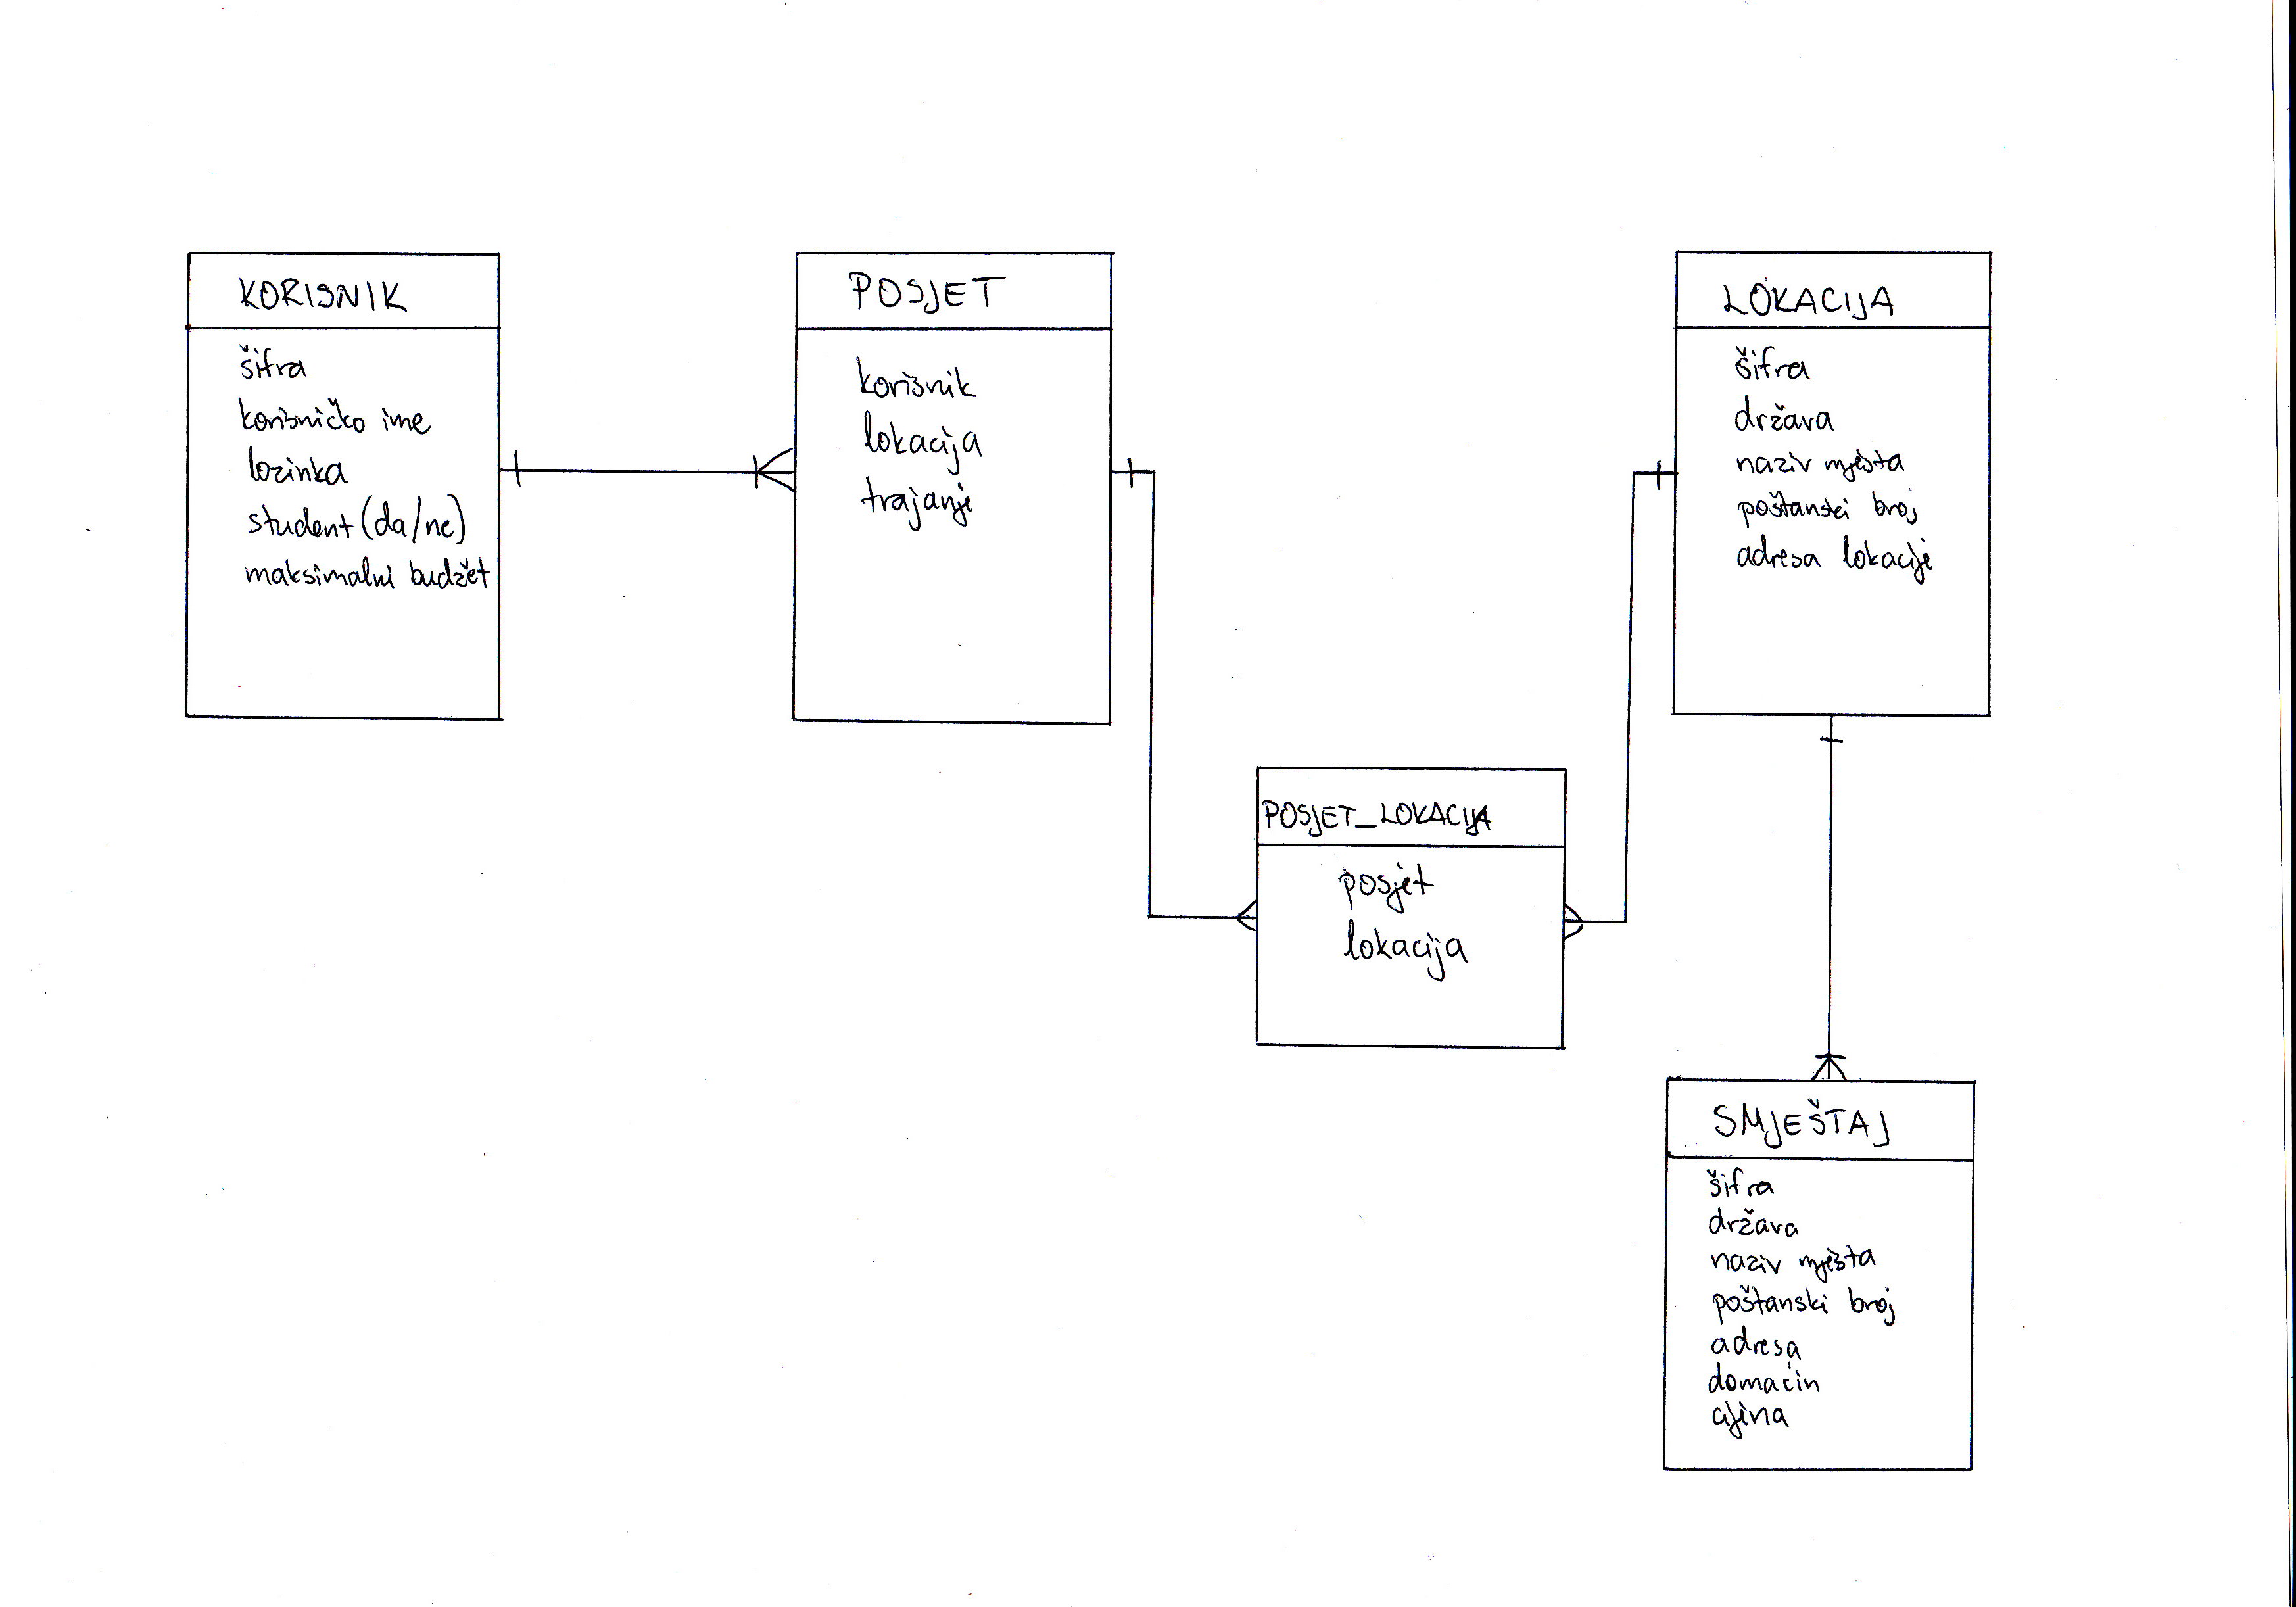 KORISNIK
šifra
korisničko ime
lozinka
student (da/ne)
maksimalni budžet
POSJET
korisnik
lokacija
trajanje
LOKACIJA
šifra
država
naziv mjesta
poštanski broj
adresa lokacije
POSJET_LOKACIJA
posjet
lokacija
SMJEŠTAJ
šifra
država
naziv mjesta
poštanski broj
adresa
domaćin
cijena